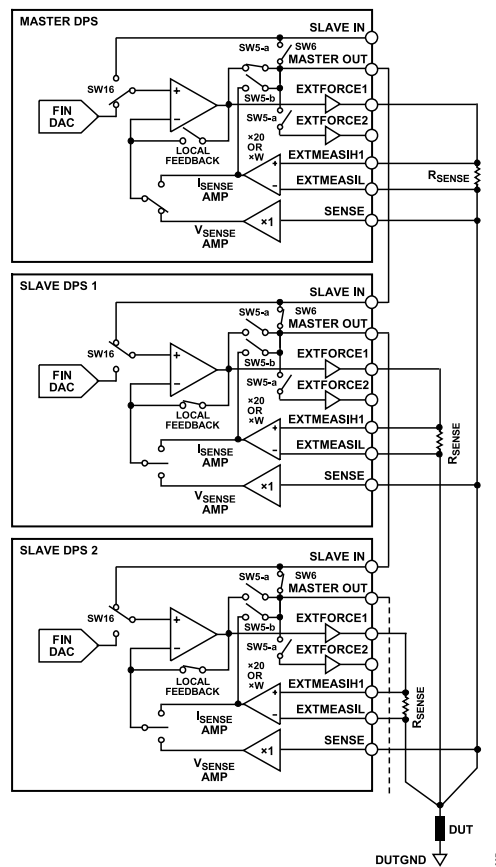 MASTER DPS
SLAVE IN
SW5-a
SW6
MASTER OUT
SW16
EXTFORCE1
FIN
DAC
SW5-b
SW5-a
EXTFORCE2
LOCAL
FEEDBACK
×20
OR
×W
EXTMEASIH1
ISENSE
AMP
EXTMEASIL
RSENSE
SENSE
×1
VSENSE
AMP
SLAVE DPS 1
SLAVE IN
SW5-a
SW6
MASTER OUT
SW16
EXTFORCE1
FIN
DAC
SW5-b
SW5-a
EXTFORCE2
LOCAL
FEEDBACK
×20
OR
×W
EXTMEASIH1
ISENSE
AMP
EXTMEASIL
RSENSE
SENSE
×1
VSENSE
AMP
SLAVE DPS 2
SLAVE IN
SW5-a
SW6
MASTER OUT
SW16
EXTFORCE1
FIN
DAC
SW5-b
SW5-a
EXTFORCE2
LOCAL
FEEDBACK
×20
OR
×W
EXTMEASIH1
ISENSE
AMP
EXTMEASIL
RSENSE
SENSE
×1
VSENSE
AMP
DUT
DUTGND